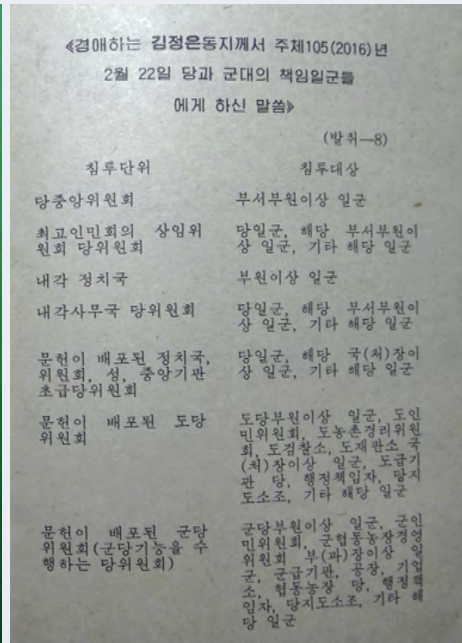 《경애하는 김정은동지께서 주체105(2016)년
2월 22일 당과 군대의 책임일군들
에게 하신 말씀》
(발취—8)
침투단위
침투대상
당중앙위원회
부서부원이상 일군
최고인민회의 상임위
원회 당위원회
당일군, 해당 부서부원이
상 일군, 기타 해당 일군
내각 정치국
부원이상 일군
내각사무국 당위원회
당일군, 해당 부서부원이
상 일군, 기타 해당 일군
문헌이 배포된 정치국,
위원회, 성, 중앙기관
초급당위원회
당일군, 해당 국(처)장이
상 일군, 기타 해당 일군
문헌이 배포된 도당
위원회
도당부원이상 일군, 도인
민위원회, 도농촌경리위원
회, 도검찰소, 도재판소 국
(처)장이상 일군, 도급기
관 당, 행정책임자, 당지
도소조, 기타 해당 일군
문헌이 배포된 군당
위원회(군당기능을 수
행하는 당위원회)
군당부원이상 일군, 군인
민위원회, 군협동농장경영
위원회 부(과)장이상 일
군, 군급기관, 공장, 기업
소, 협동농장 당, 행정책
임자, 당지도소조, 기타 해
당 일군